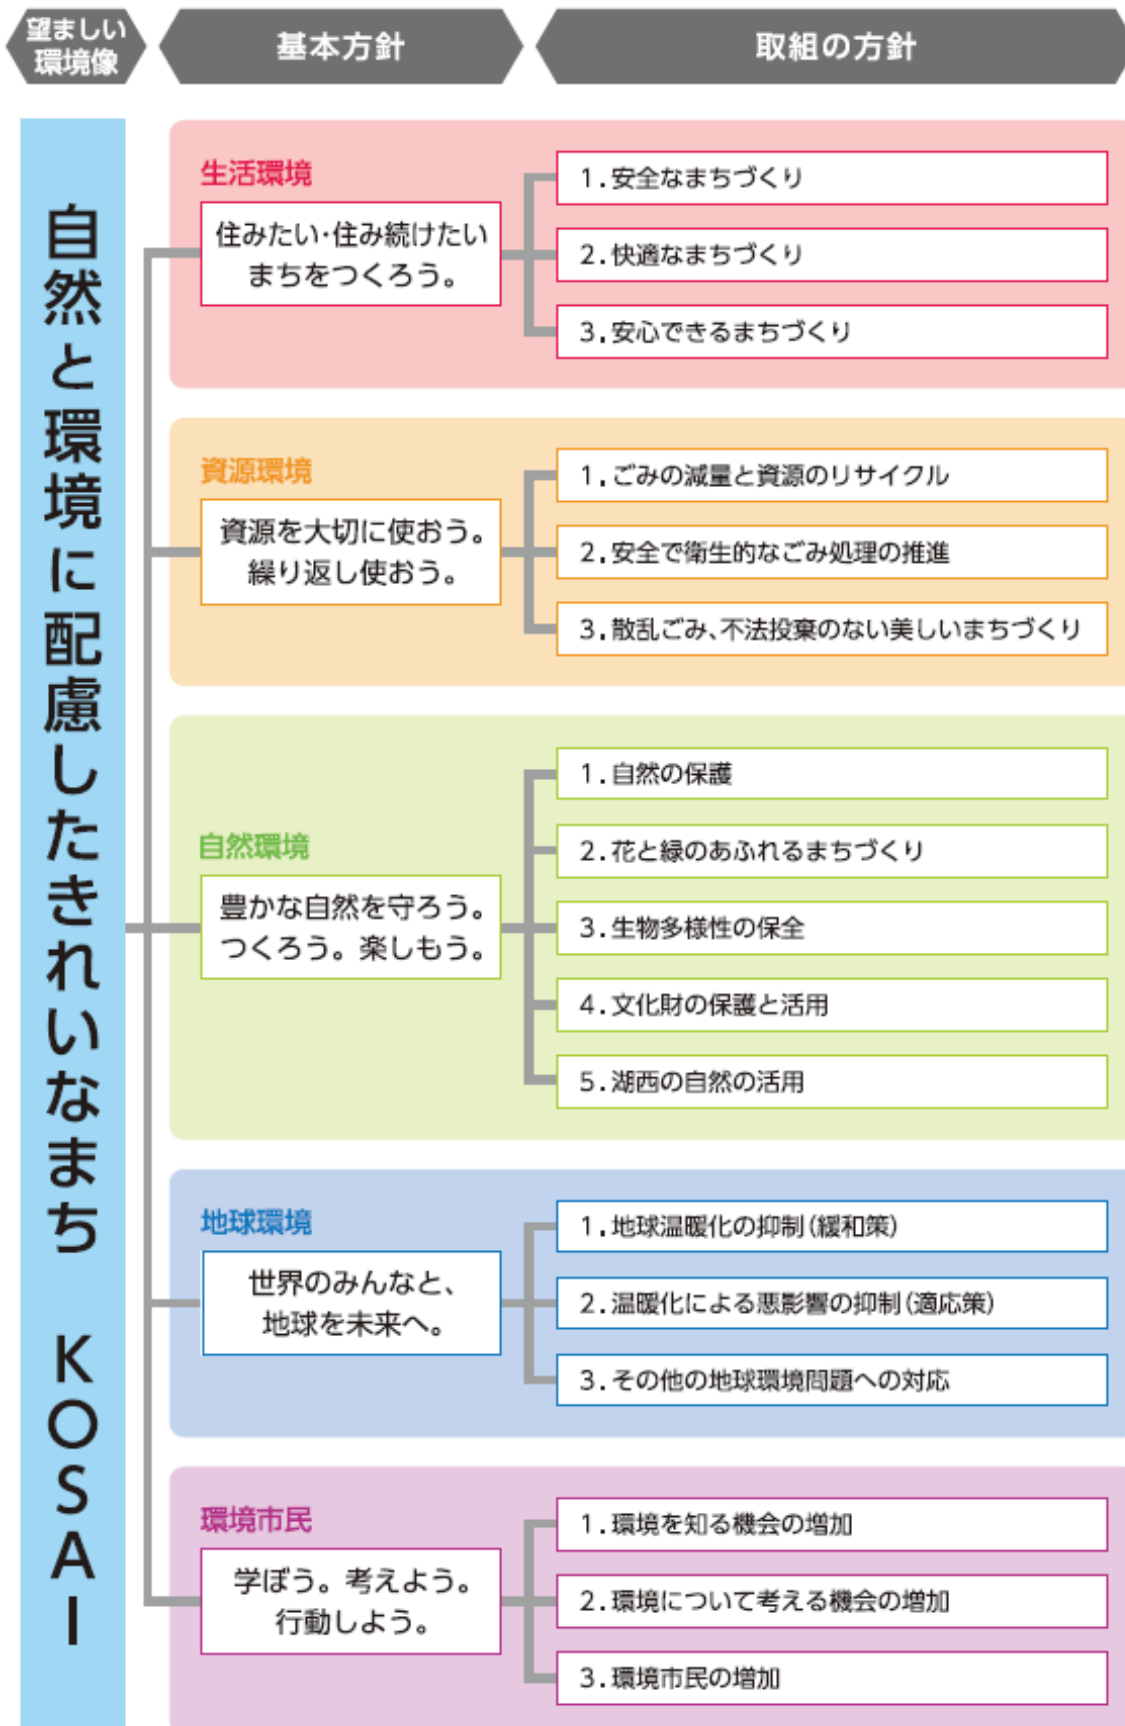 望ましい
環境像
基本方針
取組の方針
自然と環境に配慮したきれいなまち KOSAI
生活環境
住みたい・住み続けたい
まちをつくろう。
1.安全なまちづくり
2.快適なまちづくり
3.安心できるまちづくり
資源環境
資源を大切に使おう。
繰り返し使おう。
1.ごみの減量と資源のリサイクル
2.安全で衛生的なごみ処理の推進
3.散乱ごみ、不法投棄のない美しいまちづくり
自然環境
豊かな自然を守ろう。
つくろう。楽しもう。
1.自然の保護
2.花と緑のあふれるまちづくり
3.生物多様性の保全
4.文化財の保護と活用
5.湖西の自然の活用
地球環境
世界のみんなと、
地球を未来へ。
1.地球温暖化の抑制(緩和策)
2.温暖化による悪影響の抑制(適応策)
3.その他の地球環境問題への対応
環境市民
学ぼう。考えよう。
行動しよう。
1.環境を知る機会の増加
2.環境について考える機会の増加
3.環境市民の増加